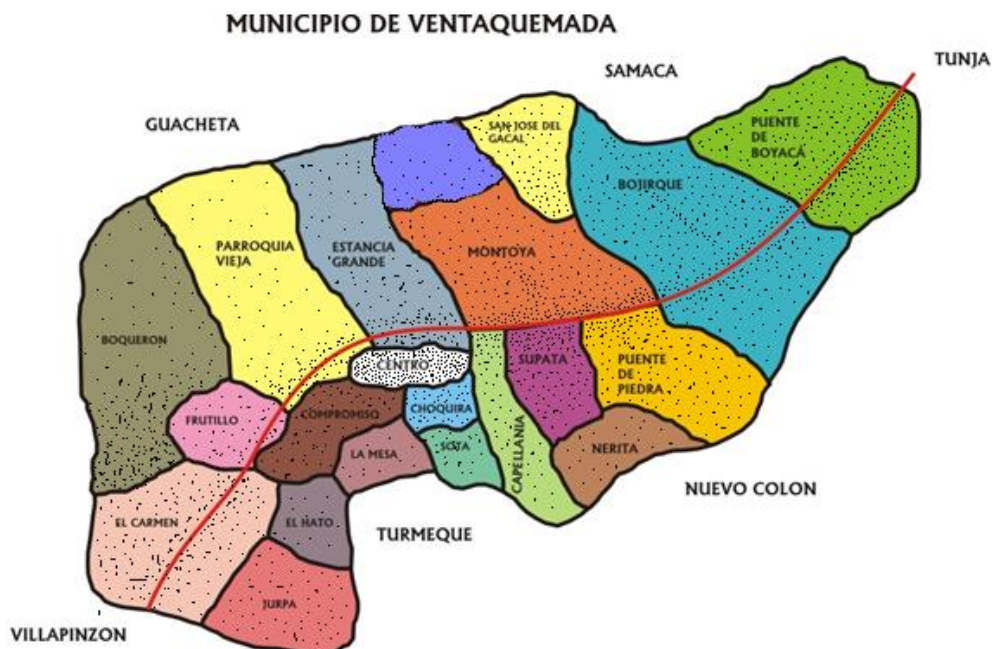 MUNICIPIO DE VENTAQUEMADA
TUNJA
SAMACA
GUACHETA
SAN JOSE DEL
GACAL
PUENTE
DE
BOYACÁ
BOJIRQUE
PARROQUIA
VIEJA
ESTANCIA
GRANDE
MONTOYA
BOQUERON
CENTRO
SUPATA
PUENTE
DE
PIEDRA
FRUTILLO
COMPROMISO
CHOQUIRA
LA MESA
SOTA
CAPELLANIA
NERITA
NUEVO COLON
EL CARMEN
EL HATO
TURMEQUE
JURPA
VILLAPINZON